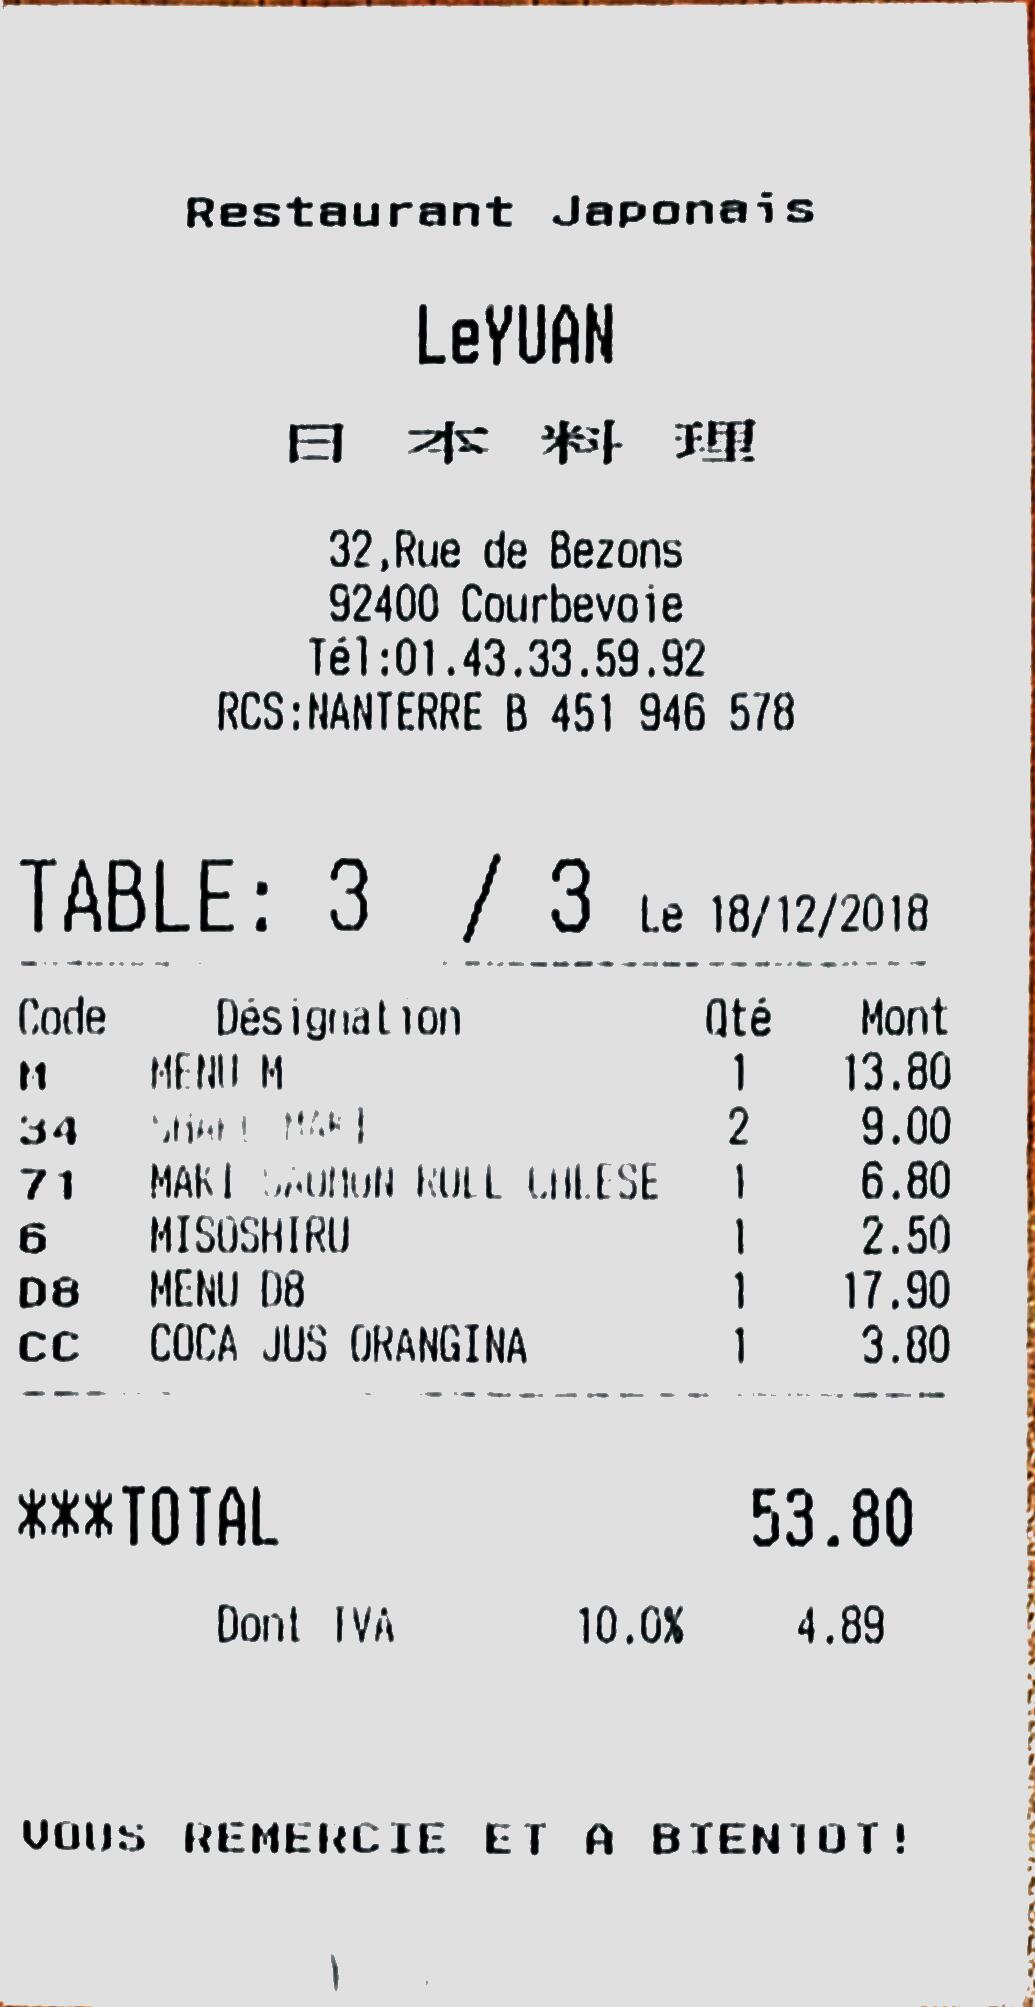 Restaurant Japonais
LeYUAN
日本料理
32,Rue de Bezons
92400 Courbevoie
Tél:01.43.33.59.92
RCS:NANTERRE B 451 946 578
TABLE: 3 / 3 Le 18/12/2018
Code Désignation Qté Mont
M MENU M 1 13.80
34 MAKI 2 9.00
71 MAKI SAUMON ROLL CHEESE 1 6.80
6 MISOSHIRU 1 2.50
D8 MENU D8 1 17.90
CC COCA JUS ORANGINA 1 3.80
***TOTAL 53.80
Dont TVA 10.0% 4.89
VOUS REMERCIE ET A BIENTOT!